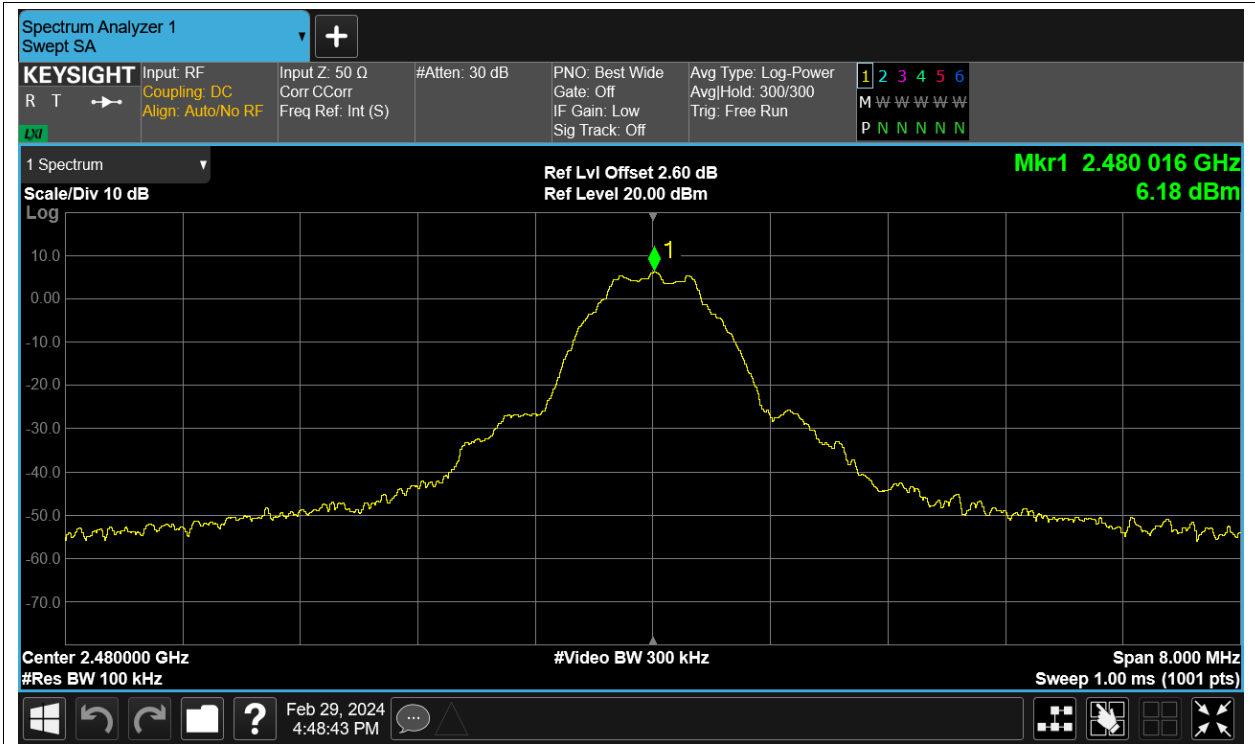 Spectrum Analyzer 1
Swept SA
KEYSIGHT
R T
LXI
Input: RF
Coupling: DC
Align: Auto/No RF
Input Z: 50 Ω
Corr CCorr
Freq Ref: Int (S)
#Atten: 30 dB
PNO: Best Wide
Gate: Off
IF Gain: Low
Sig Track: Off
Avg Type: Log-Power
Avg|Hold: 300/300
Trig: Free Run
1 2 3 4 5 6
M W W W W W W
P N N N N N N
1 Spectrum
Scale/Div 10 dB
Log
Ref Lvl Offset 2.60 dB
Ref Level 20.00 dBm
Mkr1 2.480 016 GHz
6.18 dBm
1
10.0
0.00
-10.0
-20.0
-30.0
-40.0
-50.0
-60.0
-70.0
Center 2.480000 GHz
#Video BW 300 kHz
Span 8.000 MHz
#Res BW 100 kHz
Sweep 1.00 ms (1001 pts)
?
Feb 29, 2024
4:48:43 PM